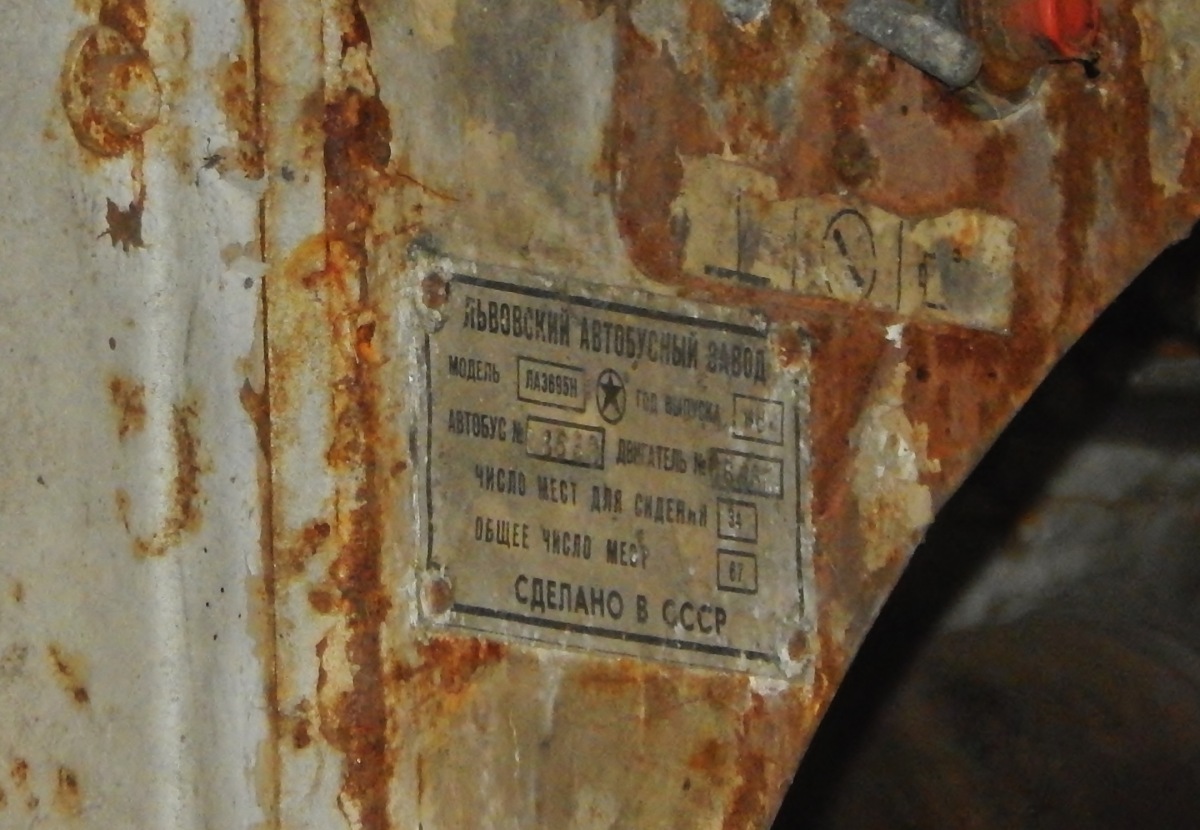 ЛЬВОВСКИЙ АВТОБУСНЫЙ ЗАВОД
МОДЕЛЬ ЛАЗ695Н ГОД ВЫПУСКА
АВТОБУС № ДВИГАТЕЛЬ №
ЧИСЛО МЕСТ ДЛЯ СИДЕНИЯ 34
ОБЩЕЕ ЧИСЛО МЕСТ 67
СДЕЛАНО В СССР